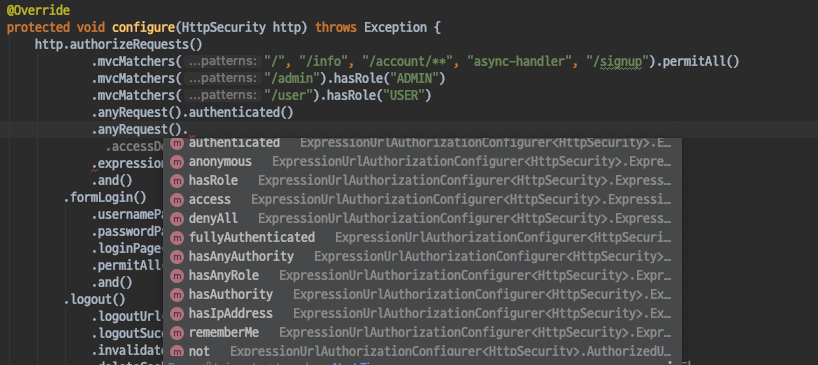 @Override
protected void configure(HttpSecurity http) throws Exception {
http.authorizeRequests()
.mvcMatchers( ...patterns: "/", "/info", "/account/**", "async-handler", "/signup").permitAll()
.mvcMatchers( ...patterns: "/admin").hasRole("ADMIN")
.mvcMatchers( ...patterns: "/user").hasRole("USER")
.anyRequest().authenticated()
.anyRequest().
.accessDe
.expression
.and()
.formLogin()
.usernamePa
.passwordPa
.loginPage(
.permitAll(
.and()
.logout()
.logoutUrl(
.logoutSucc
.invalidate
m authenticated ExpressionUrlAuthorizationConfigurer<HttpSecurity>.E…
m anonymous ExpressionUrlAuthorizationConfigurer<HttpSecurity>.Expre…
m hasRole ExpressionUrlAuthorizationConfigurer<HttpSecurity>.Express…
m access ExpressionUrlAuthorizationConfigurer<HttpSecurity>.Expressi…
m denyAll ExpressionUrlAuthorizationConfigurer<HttpSecurity>.Express…
m fullyAuthenticated ExpressionUrlAuthorizationConfigurer<HttpSecuri…
m hasAnyAuthority ExpressionUrlAuthorizationConfigurer<HttpSecurity>…
m hasAnyRole ExpressionUrlAuthorizationConfigurer<HttpSecurity>.Expr…
m hasAuthority ExpressionUrlAuthorizationConfigurer<HttpSecurity>.Ex…
m hasIpAddress ExpressionUrlAuthorizationConfigurer<HttpSecurity>.Ex…
m rememberMe ExpressionUrlAuthorizationConfigurer<HttpSecurity>.Expr…
m not ExpressionUrlAuthorizationConfigurer<HttpSecurity>.AuthorizedU…